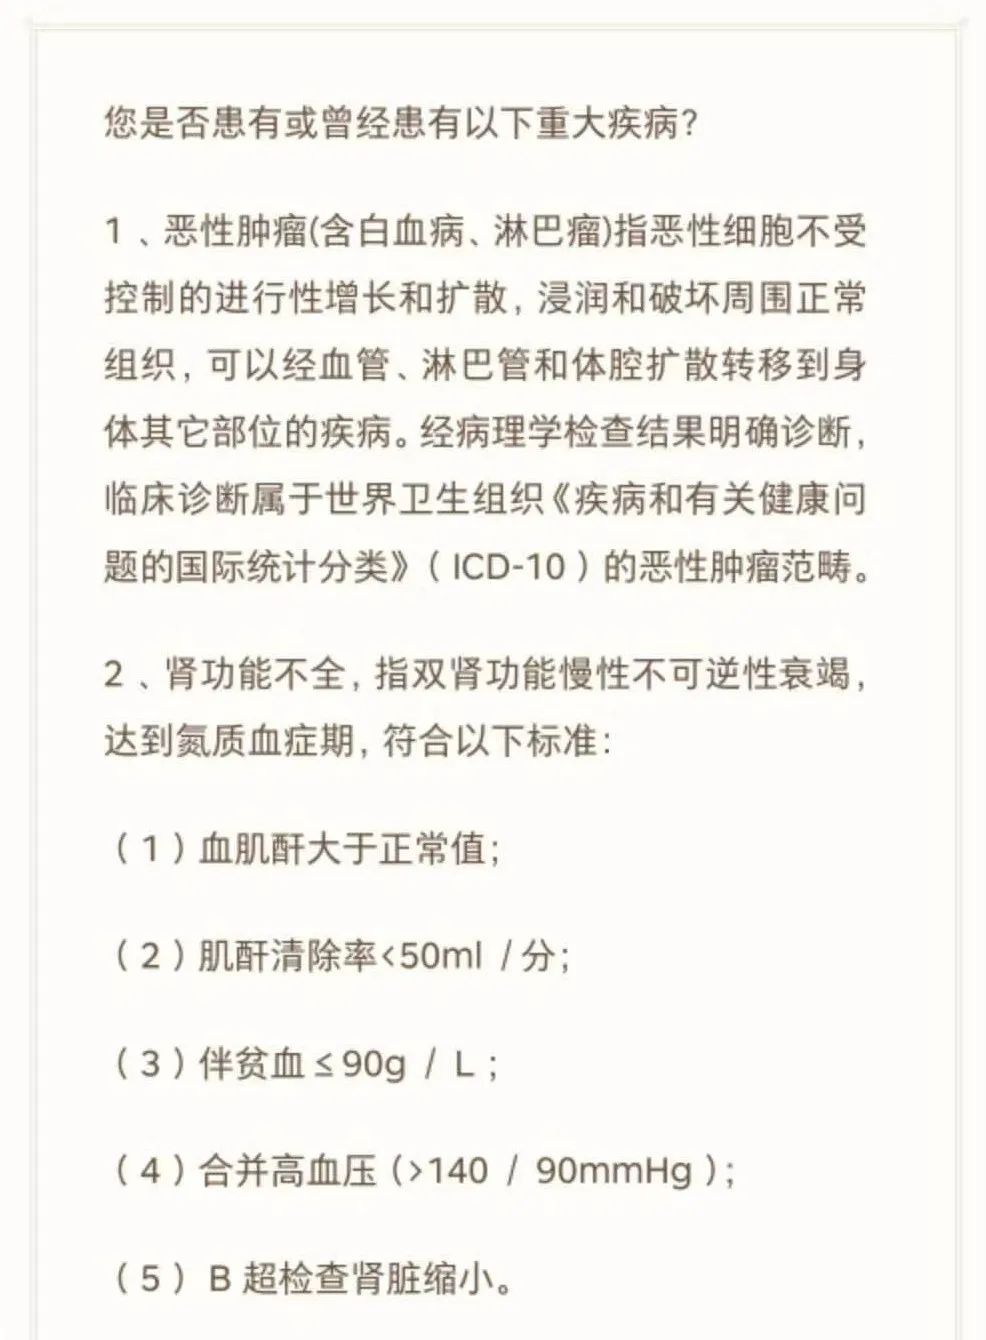 您是否患有或曾经患有以下重大疾病?
1、恶性肿瘤(含白血病、淋巴瘤)指恶性细胞不受
控制的进行性增长和扩散，浸润和破坏周围正常
组织，可以经血管、淋巴管和体腔扩散转移到身
体其它部位的疾病。经病理学检查结果明确诊断，
临床诊断属于世界卫生组织《疾病和有关健康问
题的国际统计分类》（ICD-10）的恶性肿瘤范畴。
2、肾功能不全，指双肾功能慢性不可逆性衰竭，
达到氮质血症期，符合以下标准：
（1）血肌酐大于正常值；
（2）肌酐清除率<50ml /分；
（3）伴贫血≤90g / L；
（4）合并高血压（>140 / 90mmHg）；
（5）B 超检查肾脏缩小。